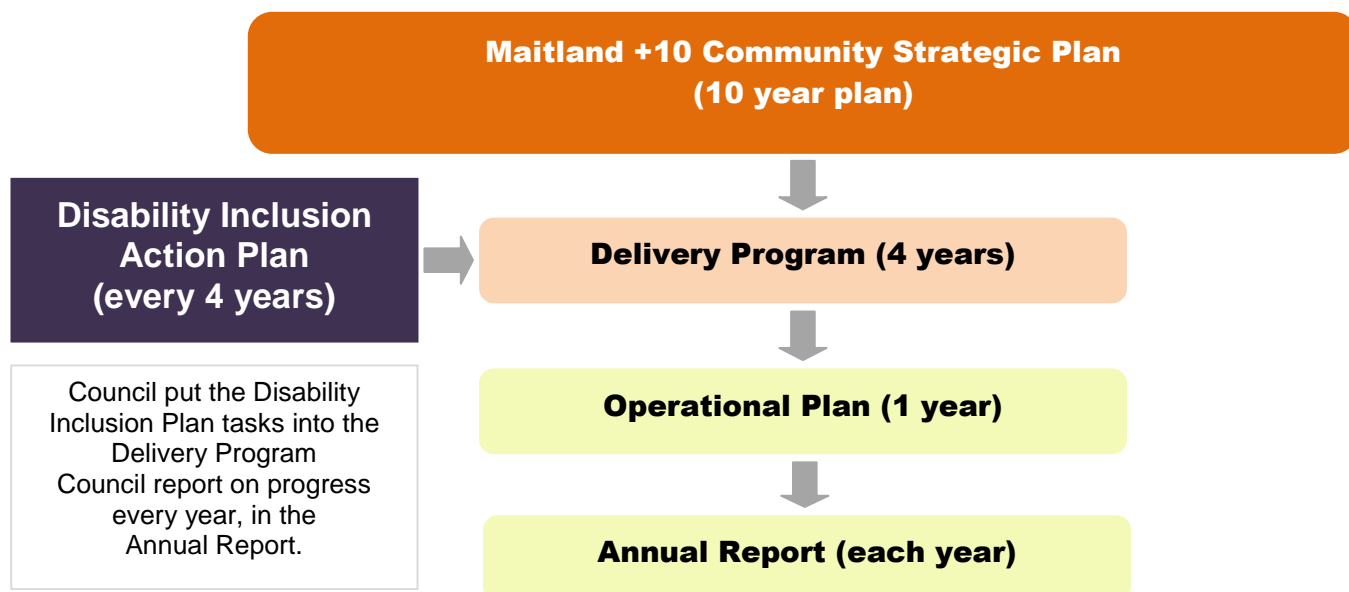 Maitland +10 Community Strategic Plan
(10 year plan)
Disability Inclusion
Action Plan
(every 4 years)
Delivery Program (4 years)
Council put the Disability
Inclusion Plan tasks into the
Delivery Program
Council report on progress
every year, in the
Annual Report.
Operational Plan (1 year)
Annual Report (each year)